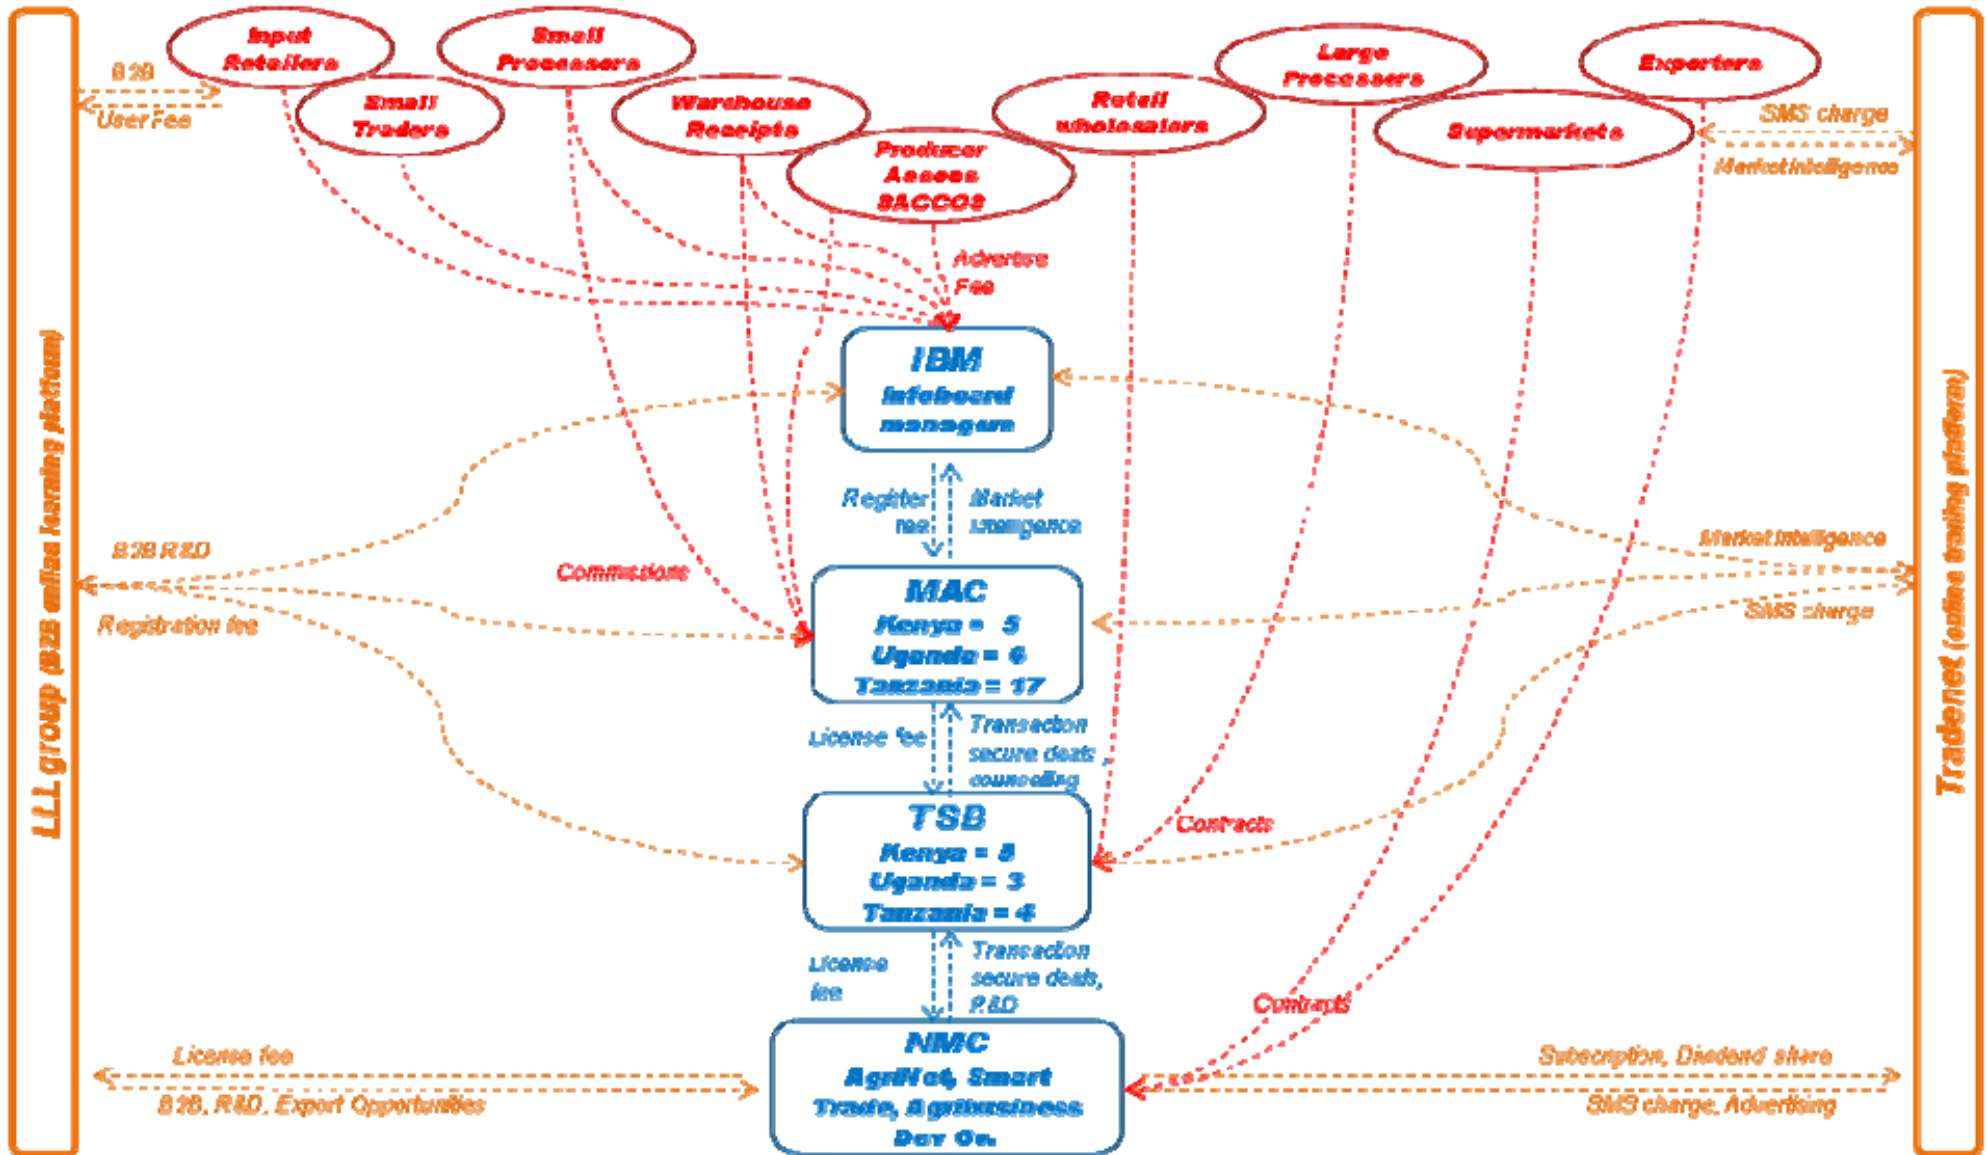 Input
Retailers
Small
Processors
Small
Traders
Warehouse
Receipts
Producer
Access
SACCOS
Retail
wholesalers
Large
Processors
Supermarkets
Exporters
B2B
User Fee
SMS charge
Market Intelligence
Advertise
Fee
IBM
Infoboard
managers
Register
fee
Market
Intelligence
B2B R&D
Registration fee
Commissions
Market Intelligence
SMS charge
MAC
Kenya = 5
Uganda = 6
Tanzania = 17
License fee
Transaction
secure deals,
counselling
TSB
Kenya =
Uganda = 3
Tanzania = 4
Contracts
License
fee
Transaction
secure deals,
R&D
Contracts
NMC
AgriNet, Smart
Trade, Agribusiness
Dev Co.
License fee
B2B, R&D, Export Opportunities
Subscription, Dividend share
SMS charge, Advertising
LLL group (B2B online learning platform)
Tradenet (online trading platform)